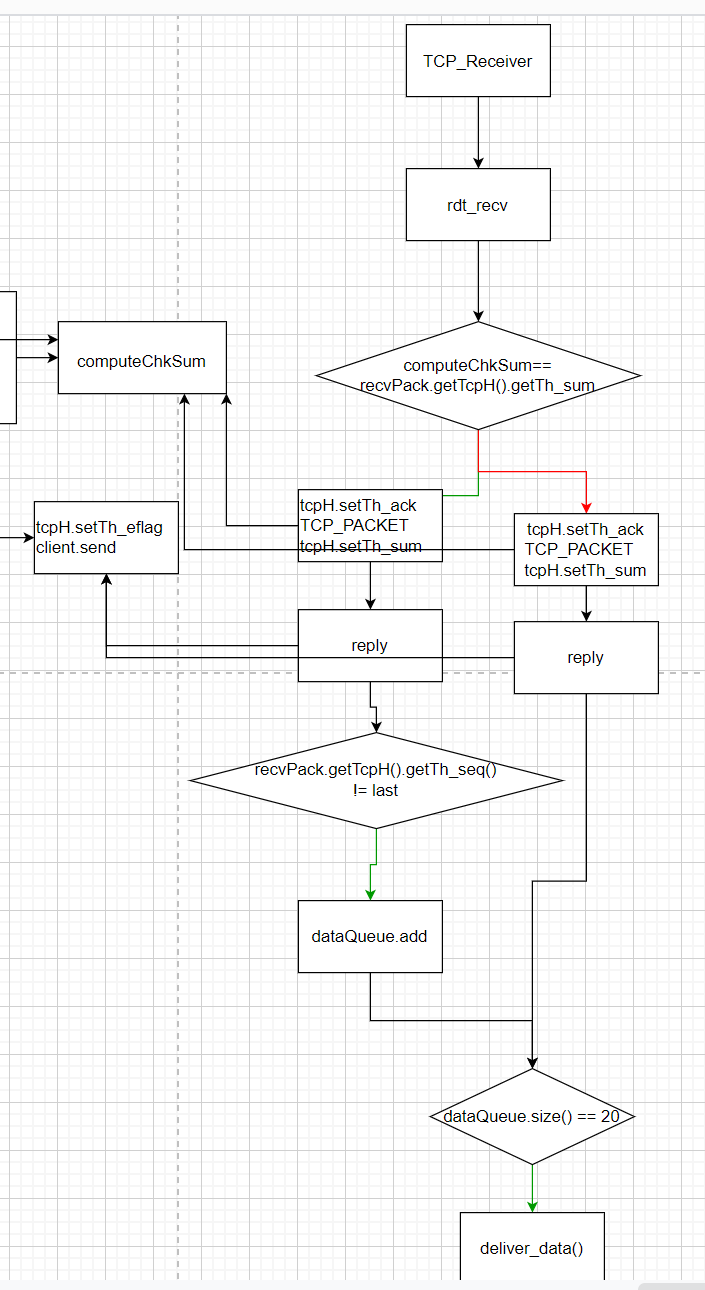 TCP_Receiver
rdt_recv
computeChkSum
computeChkSum==
recvPack.getTcpH().getTh_sum
tcpH.setTh_eflag
client.send
tcpH.setTh_ack
TCP_PACKET
tcpH.setTh_sum
tcpH.setTh_ack
TCP_PACKET
tcpH.setTh_sum
reply
reply
recvPack.getTcpH().getTh_seq()
!= last
dataQueue.add
dataQueue.size() == 20
deliver_data()